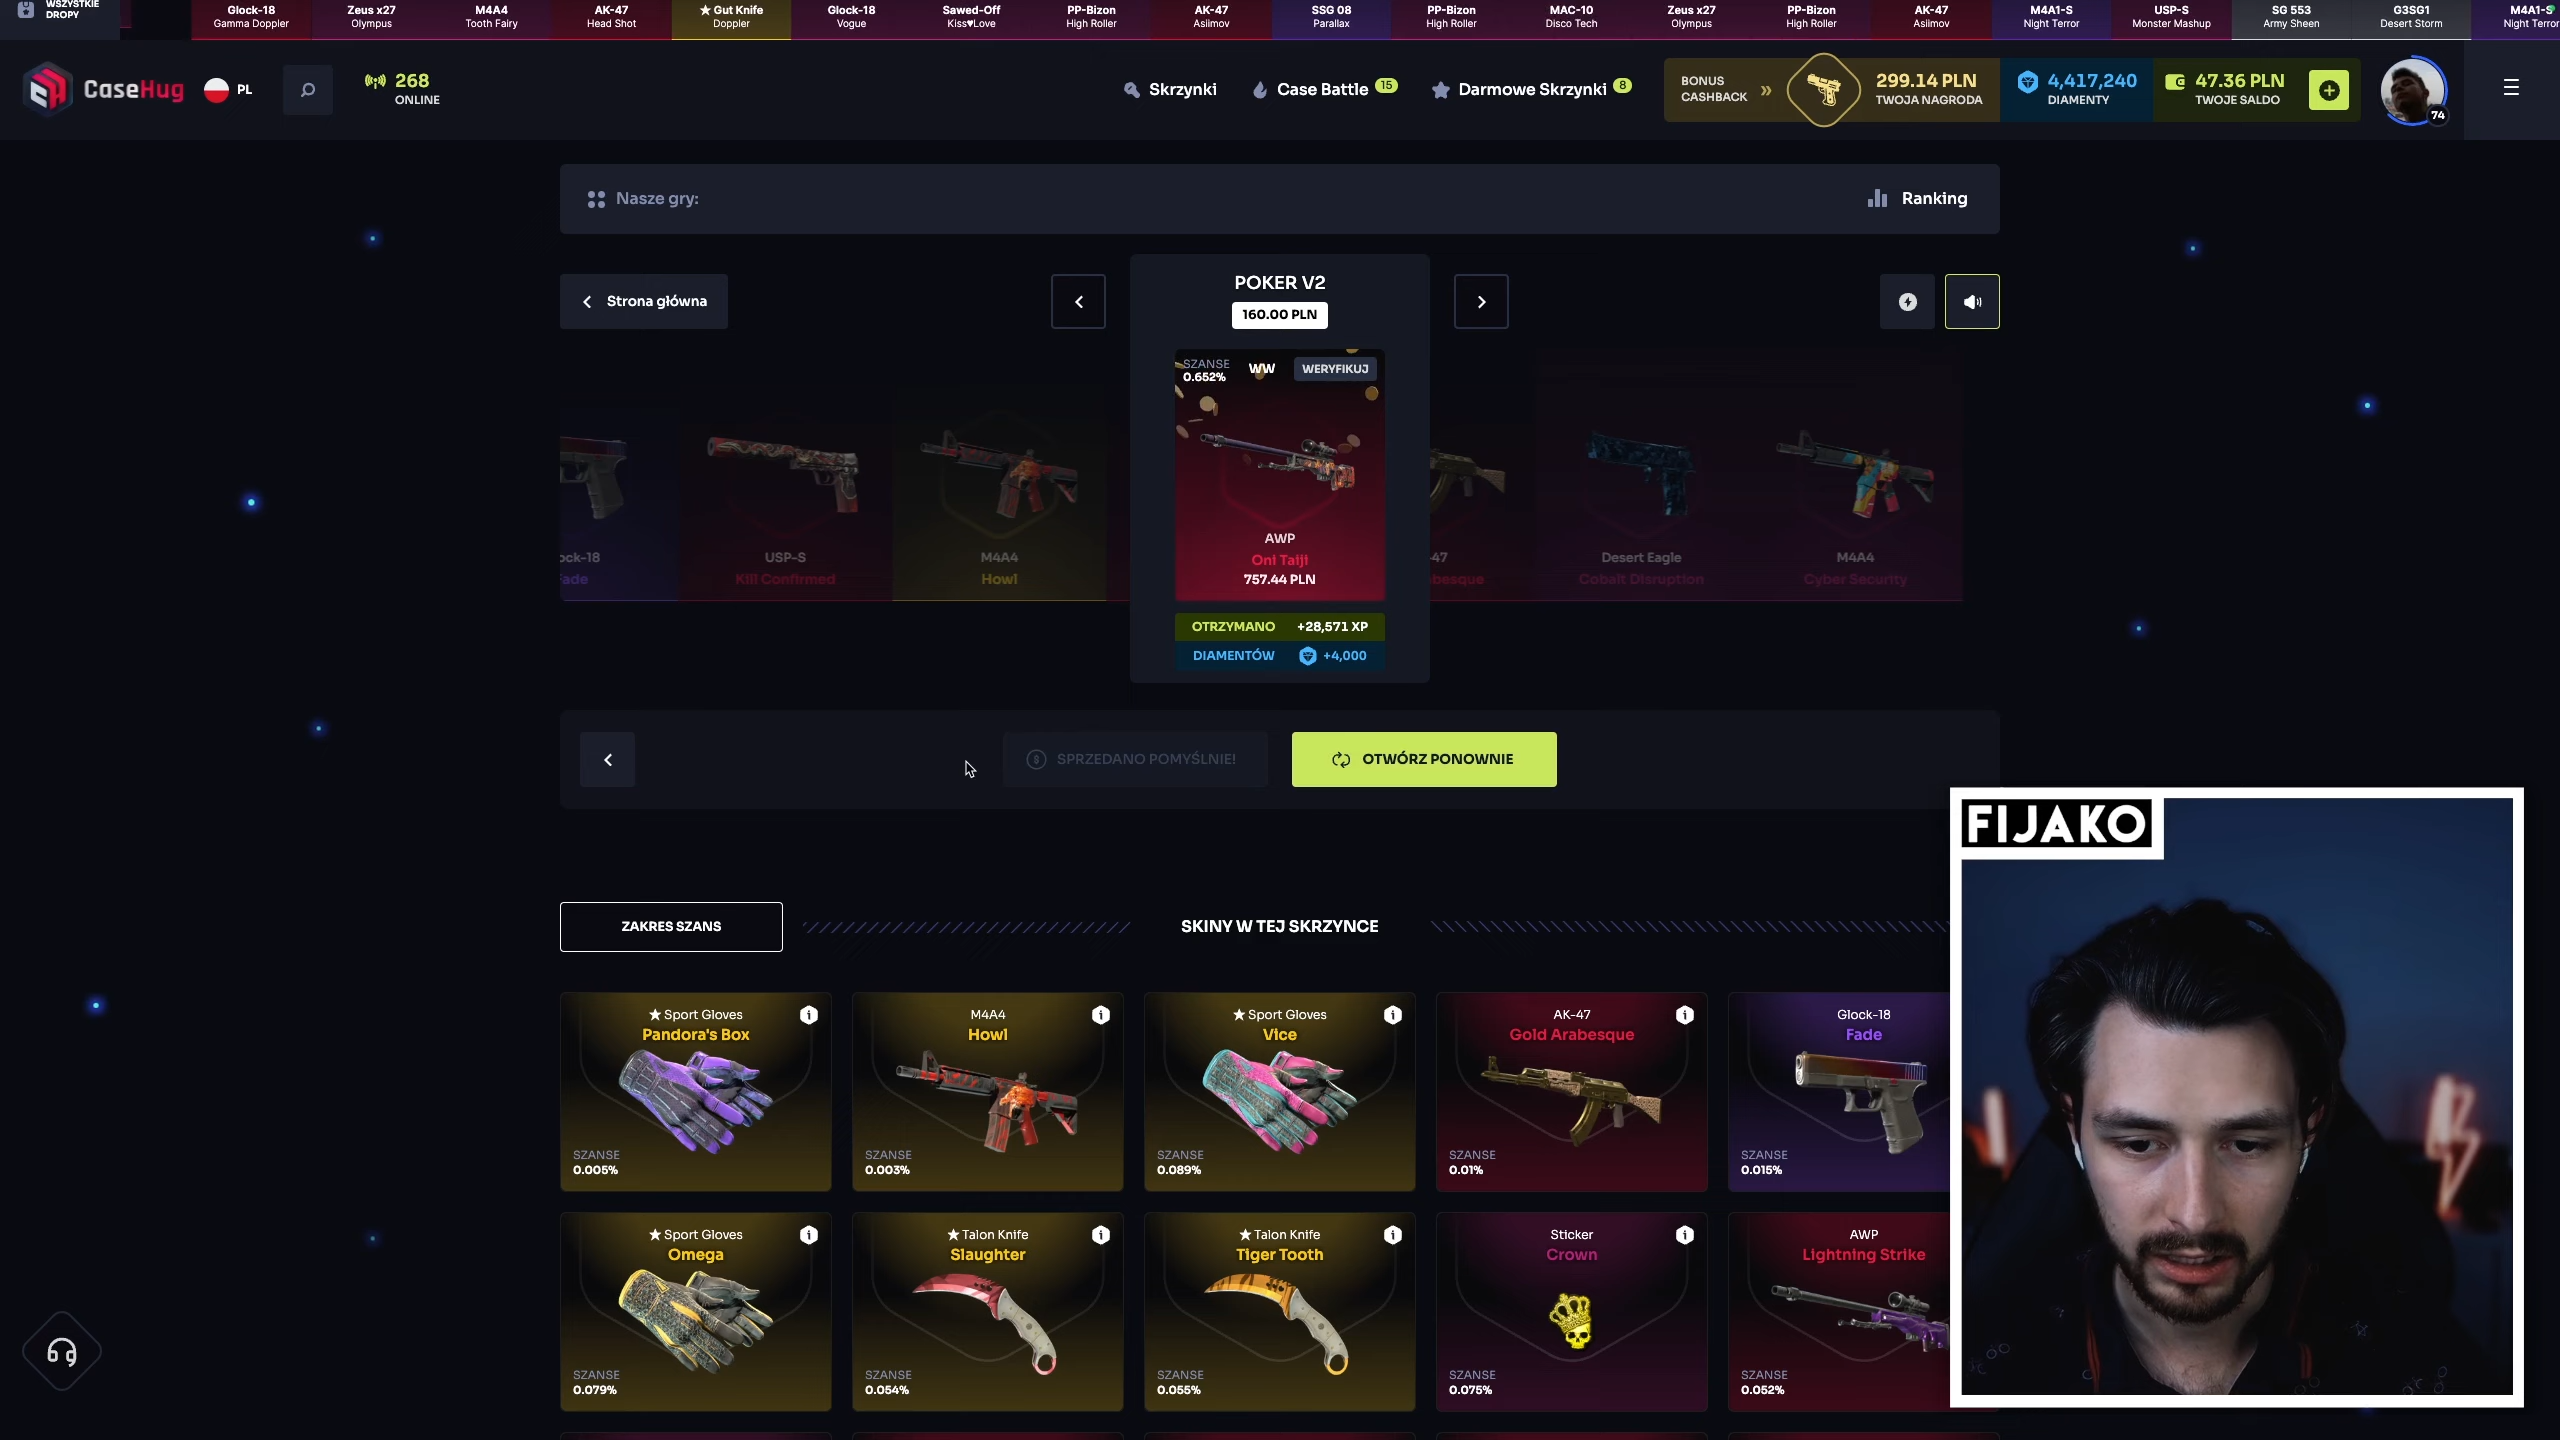 WSZYSTKIE
DROPY
Glock-18
Gamma Doppler
Zeus x27
Olympus
M4A4
Tooth Fairy
AK-47
Head Shot
★ Gut Knife
Doppler
Glock-18
Vogue
Sawed-Off
Kiss♥Love
PP-Bizon
High Roller
AK-47
Asiimov
SSG 08
Parallax
PP-Bizon
High Roller
MAC-10
Disco Tech
Zeus x27
Olympus
PP-Bizon
High Roller
AK-47
Asiimov
M4A1-S
Night Terror
USP-S
Monster Mashup
SG 553
Army Sheen
G3SG1
Desert Storm
M4A1-S
Night Terror
CaseHug
PL
268
ONLINE
Skrzynki
Case Battle 15
Darmowe Skrzynki 8
BONUS
CASHBACK
299.14 PLN
TWOJA NAGRODA
4,417,240
DIAMENTY
47.36 PLN
TWOJE SALDO
74
Nasze gry:
Ranking
Strona główna
POKER V2
160.00 PLN
SZANSE
0.652%
WW
WERYFIKUJ
AWP
Oni Taiji
757.44 PLN
ock-18
Fade
USP-S
Kill Confirmed
M4A4
Howl
47
besque
Desert Eagle
Cobalt Disruption
M4A4
Cyber Security
OTRZYMANO +28,571 XP
DIAMENTÓW +4,000
SPRZEDANO POMYŚLNIE!
OTWÓRZ PONOWNIE
FIJAKO
ZAKRES SZANS
SKINY W TEJ SKRZYNCE
★ Sport Gloves
Pandora's Box
SZANSE
0.005%
M4A4
Howl
SZANSE
0.003%
★ Sport Gloves
Vice
SZANSE
0.089%
AK-47
Gold Arabesque
SZANSE
0.01%
Glock-18
Fade
SZANSE
0.015%
★ Sport Gloves
Omega
SZANSE
0.079%
★ Talon Knife
Slaughter
SZANSE
0.054%
★ Talon Knife
Tiger Tooth
SZANSE
0.055%
Sticker
Crown
SZANSE
0.075%
AWP
Lightning Strike
SZANSE
0.052%